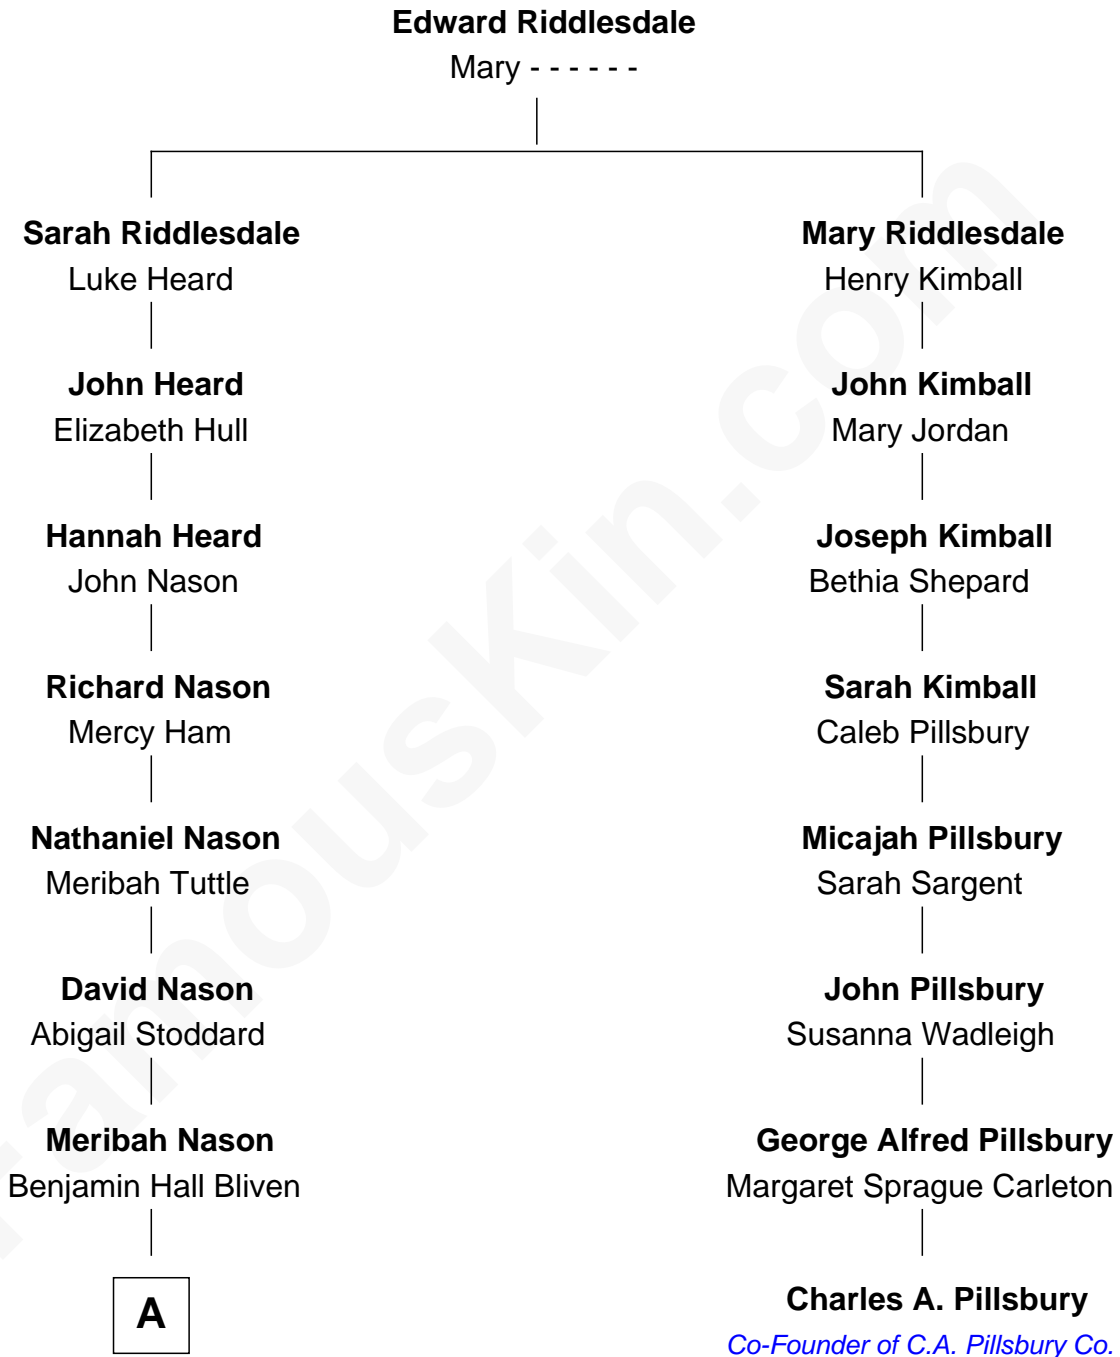 Edward Riddlesdale
Mary - - - - - -
Sarah Riddlesdale
Luke Heard
Mary Riddlesdale
Henry Kimball
John Heard
Elizabeth Hull
John Kimball
Mary Jordan
Hannah Heard
John Nason
Joseph Kimball
Bethia Shepard
Richard Nason
Mercy Ham
Sarah Kimball
Caleb Pillsbury
Nathaniel Nason
Meribah Tuttle
Micajah Pillsbury
Sarah Sargent
David Nason
Abigail Stoddard
John Pillsbury
Susanna Wadleigh
Meribah Nason
Benjamin Hall Bliven
George Alfred Pillsbury
Margaret Sprague Carleton
A
Charles A. Pillsbury
Co-Founder of C.A. Pillsbury Co.
FamousKin.com